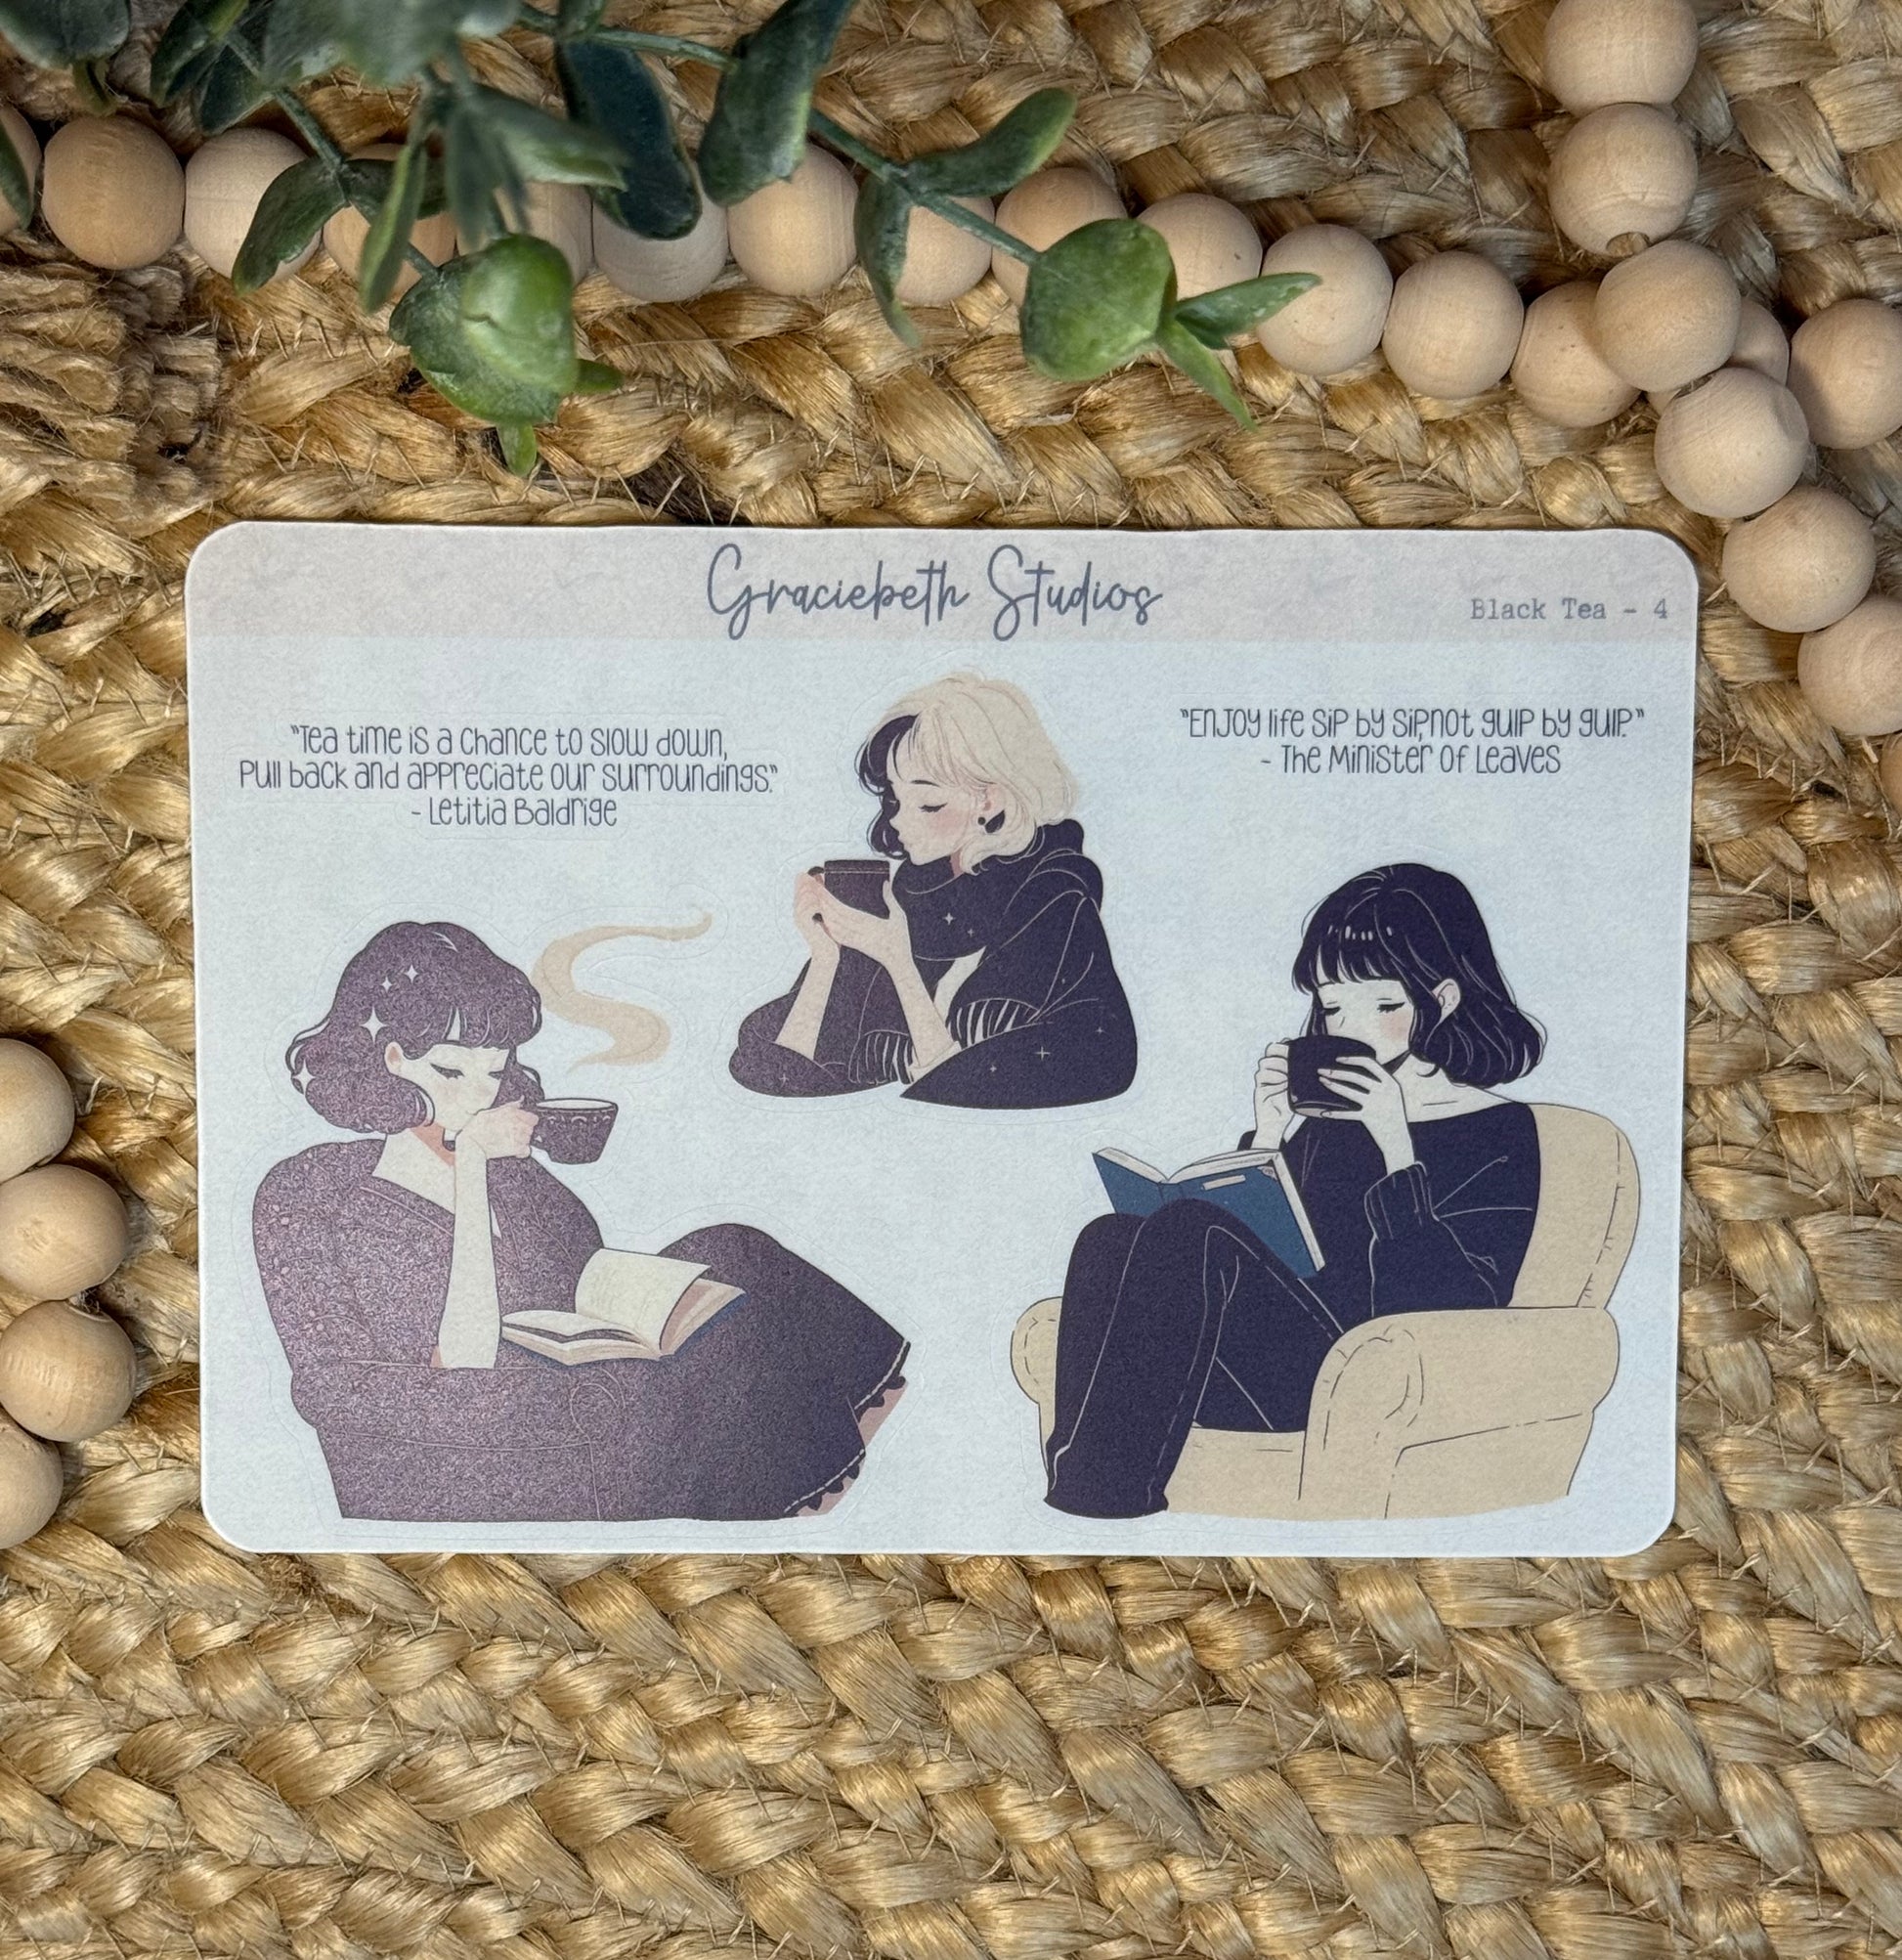 Graciebeth Studios
Black Tea - 4
"Tea time is a chance to slow down,
Pull back and appreciate our surroundings."
- Letitia Baldrige
"Enjoy life sip by sip, not gulp by gulp."
- The Minister of Leaves